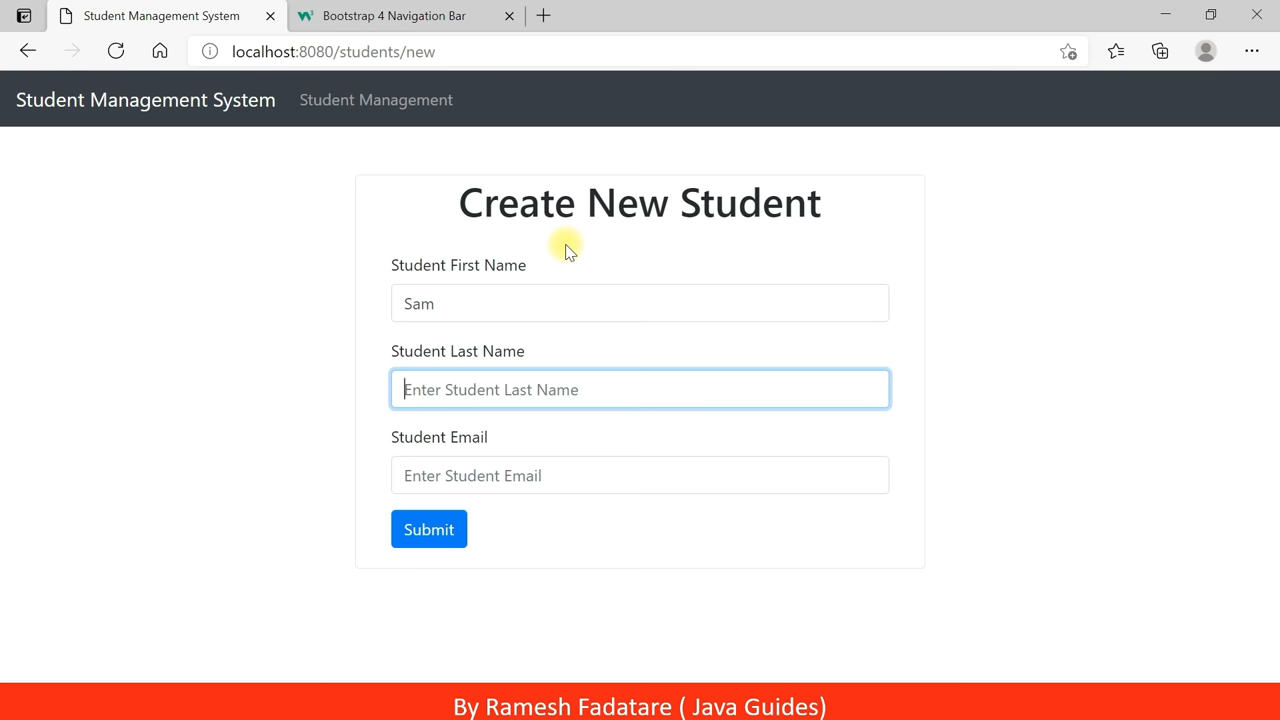 Student Management System
Bootstrap 4 Navigation Bar
localhost:8080/students/new
Student Management System Student Management
Create New Student
Student First Name
Sam
Student Last Name
Enter Student Last Name
Student Email
Enter Student Email
Submit
By Ramesh Fadatare ( Java Guides)